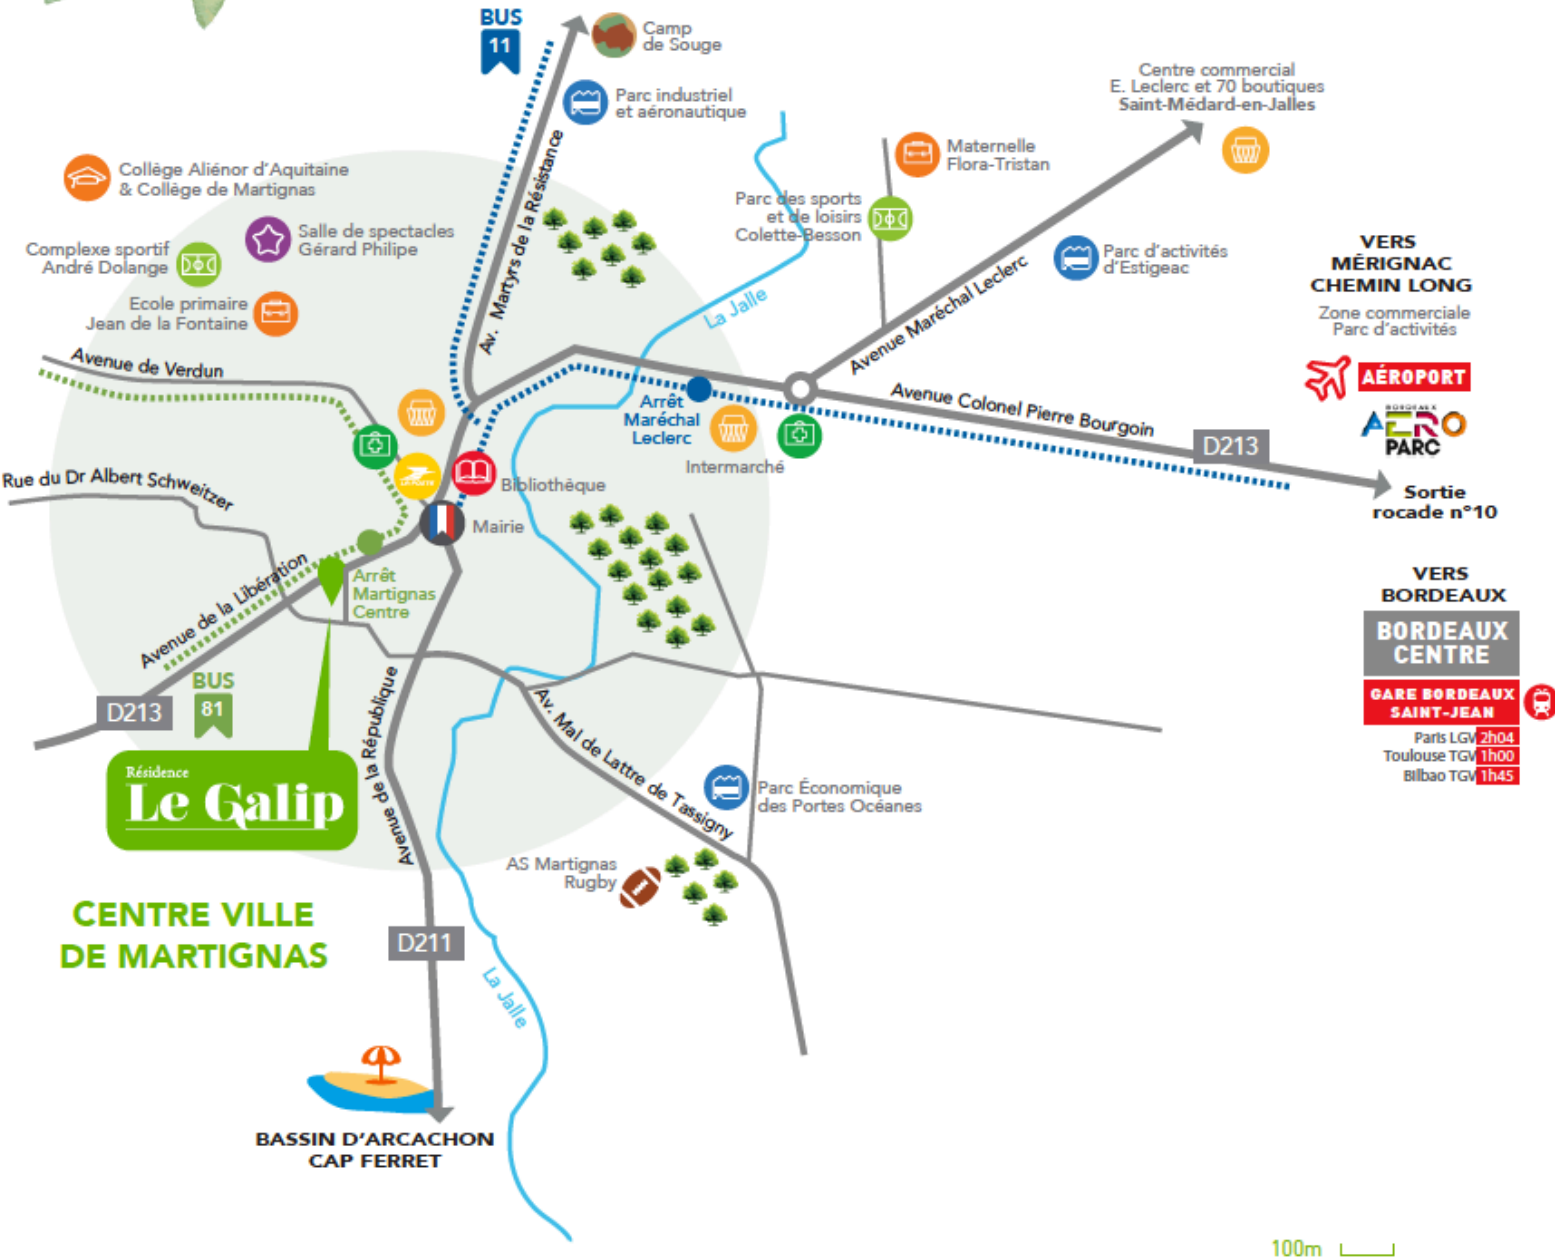 BUS
11
Camp
de Souge
Parc industriel
et aéronautique
Av. Martyrs de la Résistance
Centre commercial
E. Leclerc et 70 boutiques
Saint-Médard-en-Jalles
Maternelle
Flora-Tristan
Parc des sports
et de loisirs
Colette-Besson
Parc d'activités
d'Estigeac
Collège Aliénor d'Aquitaine
& Collège de Martignas
Salle de spectacles
Gérard Philipe
Complexe sportif
André Dolange
Ecole primaire
Jean de la Fontaine
La Jalle
Avenue Maréchal Leclerc
VERS
MÉRIGNAC
CHEMIN LONG
Zone commerciale
Parc d'activités
AÉROPORT
BORDEAUX
AERO
PARC
Avenue de Verdun
Arrêt
Maréchal
Leclerc
Intermarché
Avenue Colonel Pierre Bourgoin
D213
Sortie
rocade n°10
Rue du Dr Albert Schweitzer
LA POSTE
Bibliothèque
Mairie
Arrêt
Martignas
Centre
Avenue de la Libération
VERS
BORDEAUX
BORDEAUX
CENTRE
GARE BORDEAUX
SAINT-JEAN
Paris LGV 2h04
Toulouse TGV 1h00
Bilbao TGV 1h45
D213
BUS
81
Résidence
Le Galip
Avenue de la République
Av. Mal de Lattre de Tassigny
Parc Économique
des Portes Océanes
AS Martignas
Rugby
CENTRE VILLE
DE MARTIGNAS
D211
La Jalle
BASSIN D'ARCACHON
CAP FERRET
100m